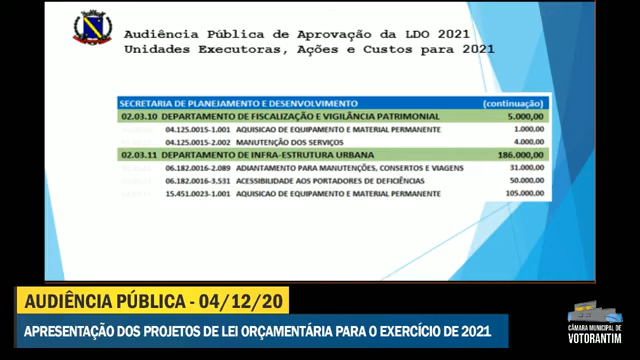 Audiência Pública de Aprovação da LDO 2021
Unidades Executoras, Ações e Custos para 2021
SECRETARIA DE PLANEJAMENTO E DESENVOLVIMENTO (continuação)
02.03.10 DEPARTAMENTO DE FISCALIZAÇÃO E VIGILÂNCIA PATRIMONIAL 5.000,00
04.125.0015-1.001 AQUISICAO DE EQUIPAMENTO E MATERIAL PERMANENTE 1.000,00
04.125.0015-2.002 MANUTENÇÃO DOS SERVIÇOS 4.000,00
02.03.11 DEPARTAMENTO DE INFRA-ESTRUTURA URBANA 186.000,00
06.182.0016-2.089 ADIANTAMENTO PARA MANUTENÇÕES, CONSERTOS E VIAGENS 31.000,00
06.182.0016-3.531 ACESSIBILIDADE AOS PORTADORES DE DEFICIÊNCIAS 50.000,00
15.451.0023-1.001 AQUISICAO DE EQUIPAMENTO E MATERIAL PERMANENTE 105.000,00
AUDIÊNCIA PÚBLICA - 04/12/20
APRESENTAÇÃO DOS PROJETOS DE LEI ORÇAMENTÁRIA PARA O EXERCÍCIO DE 2021
CÂMARA MUNICIPAL DE
VOTORANTIM